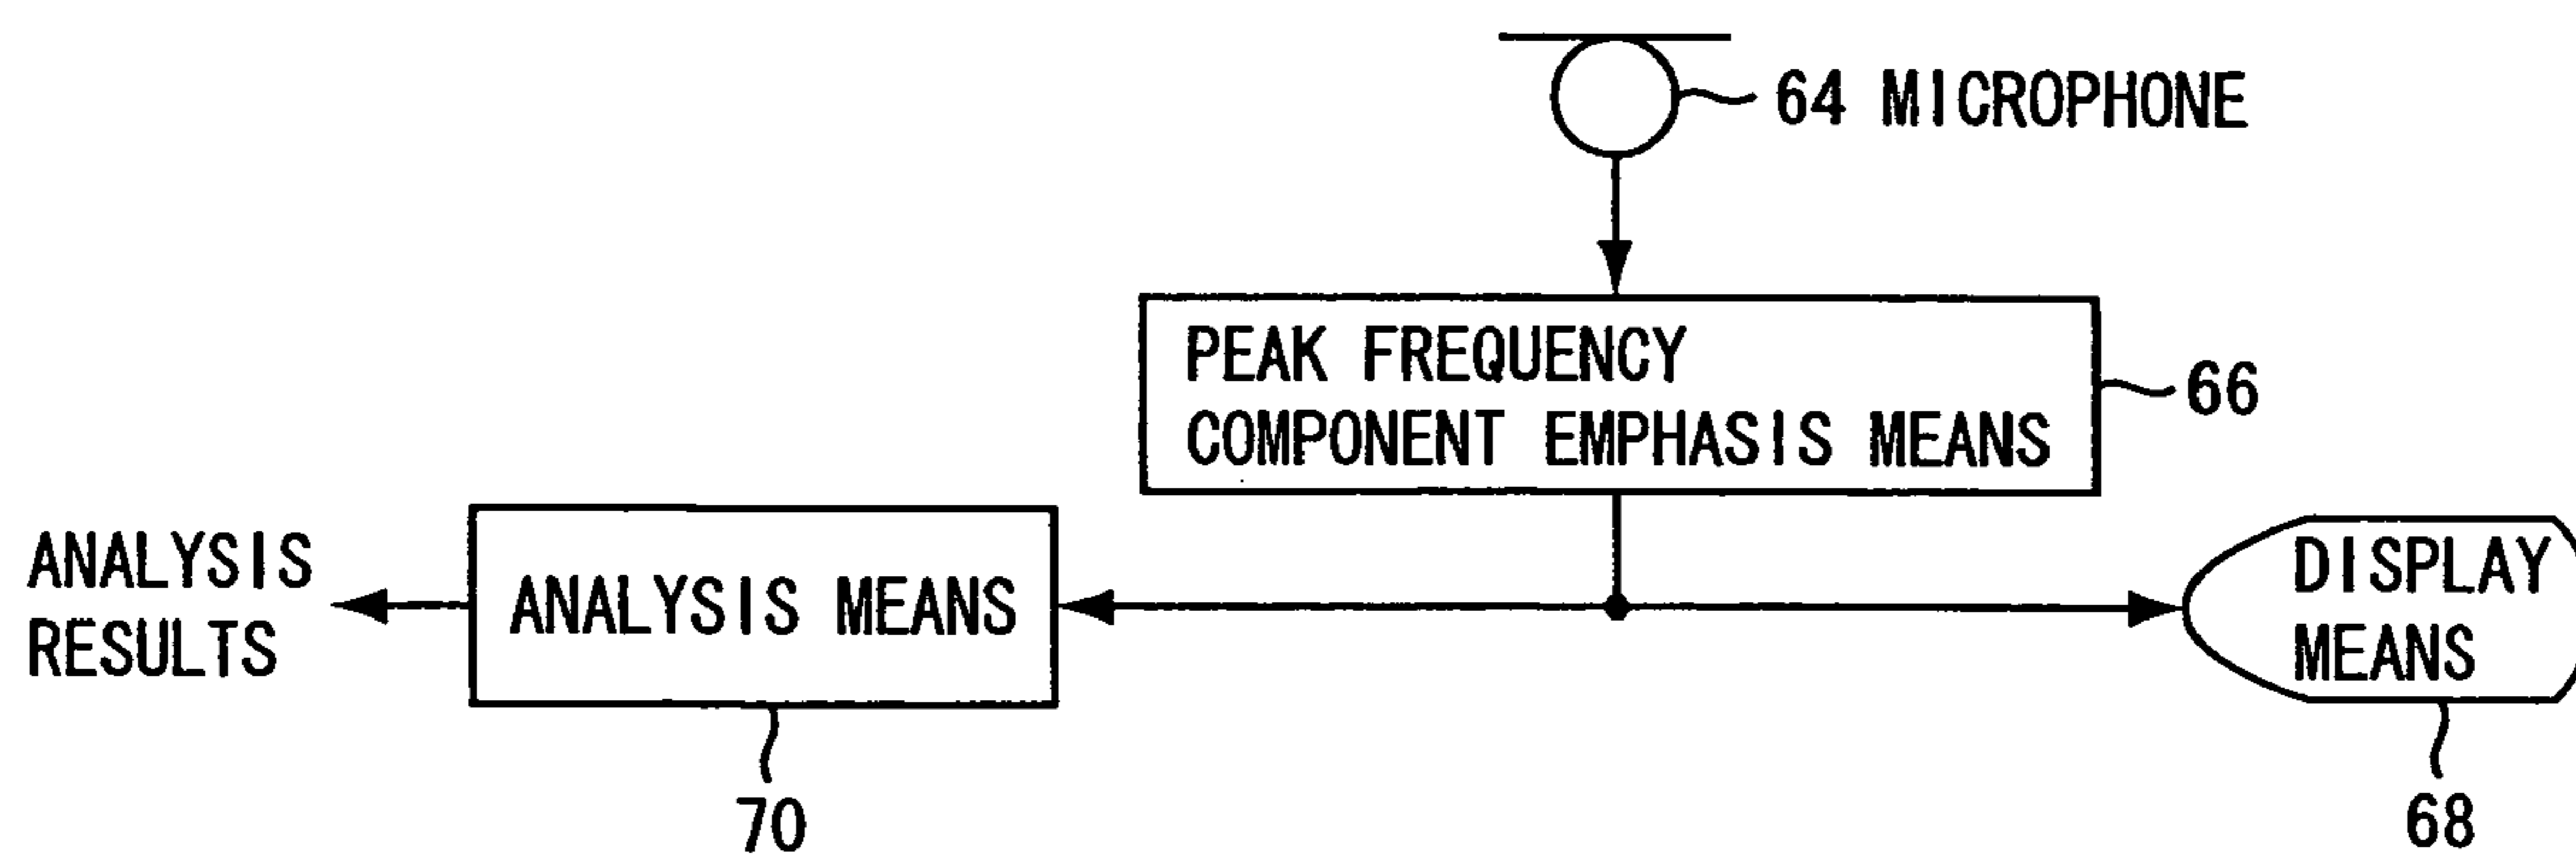 64 MICROPHONE
PEAK FREQUENCY
COMPONENT EMPHASIS MEANS
66
ANALYSIS
RESULTS
ANALYSIS MEANS
DISPLAY
MEANS
70
68